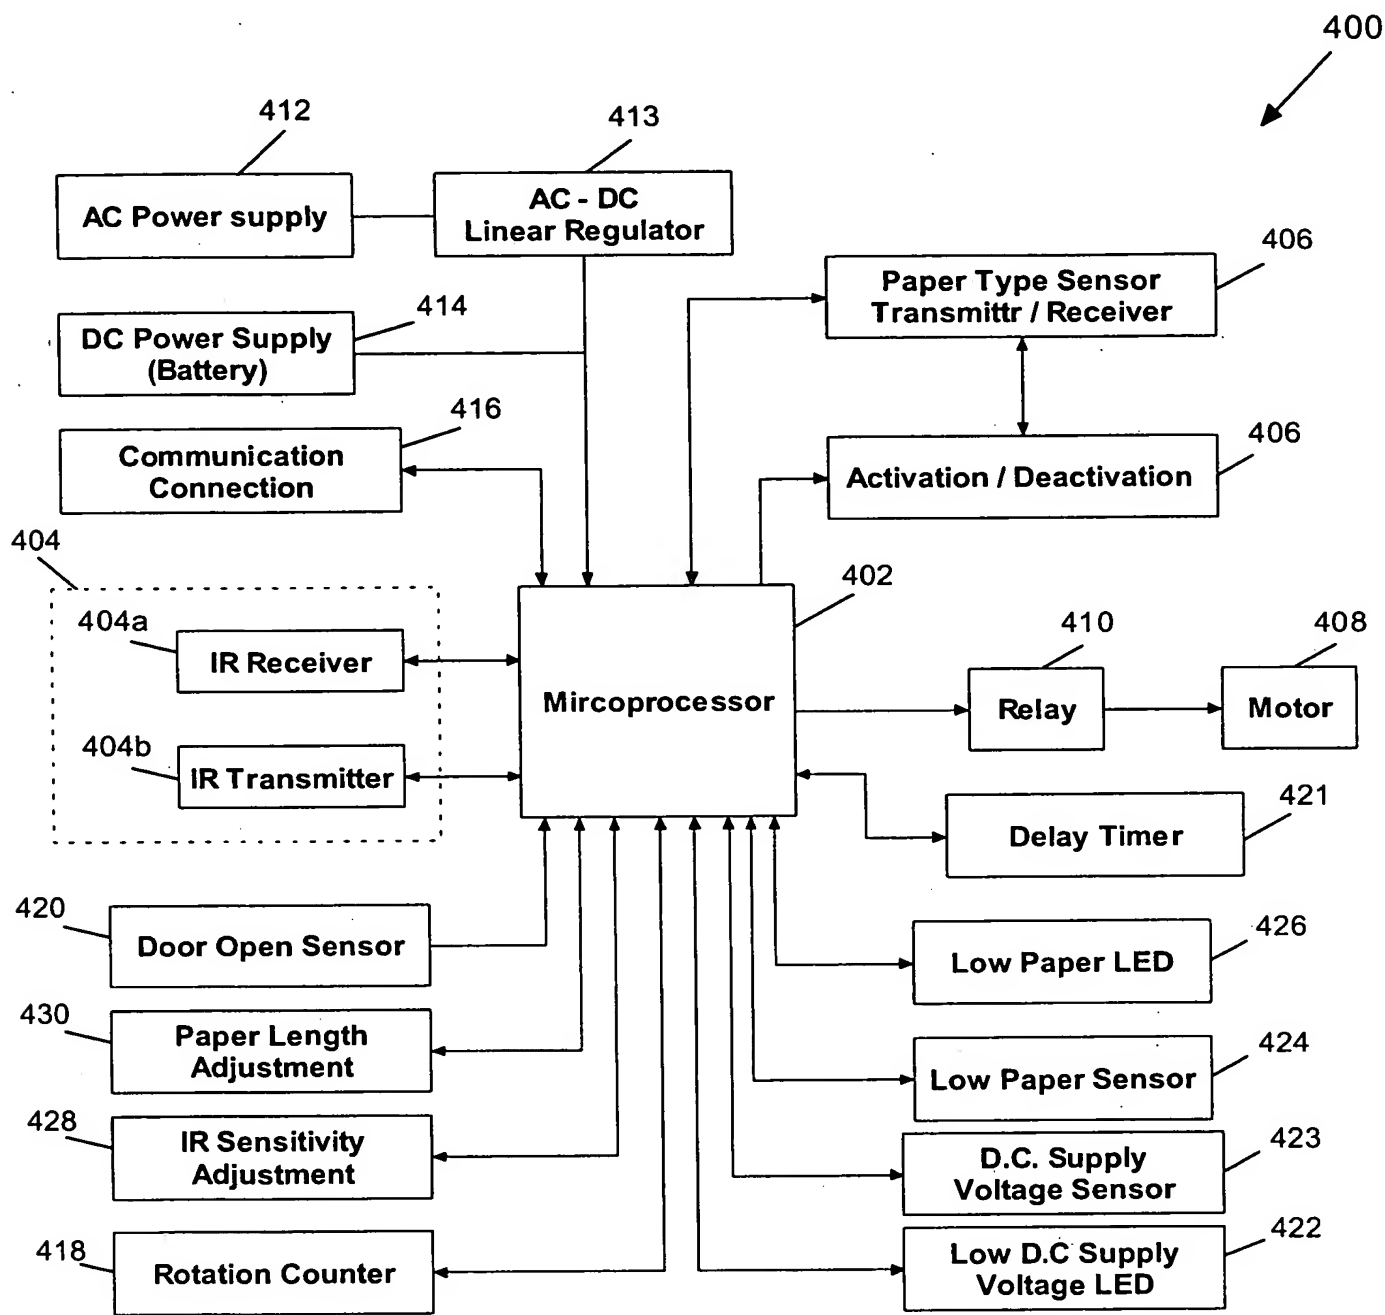 400
412
413
AC Power supply
AC - DC
Linear Regulator
406
Paper Type Sensor
Transmittr / Receiver
414
DC Power Supply
(Battery)
416
Communication
Connection
406
Activation / Deactivation
404
402
404a
IR Receiver
410
408
Mircoprocessor
Relay
Motor
404b
IR Transmitter
421
Delay Timer
420
Door Open Sensor
426
Low Paper LED
430
Paper Length
Adjustment
424
Low Paper Sensor
428
IR Sensitivity
Adjustment
423
D.C. Supply
Voltage Sensor
418
Rotation Counter
422
Low D.C Supply
Voltage LED